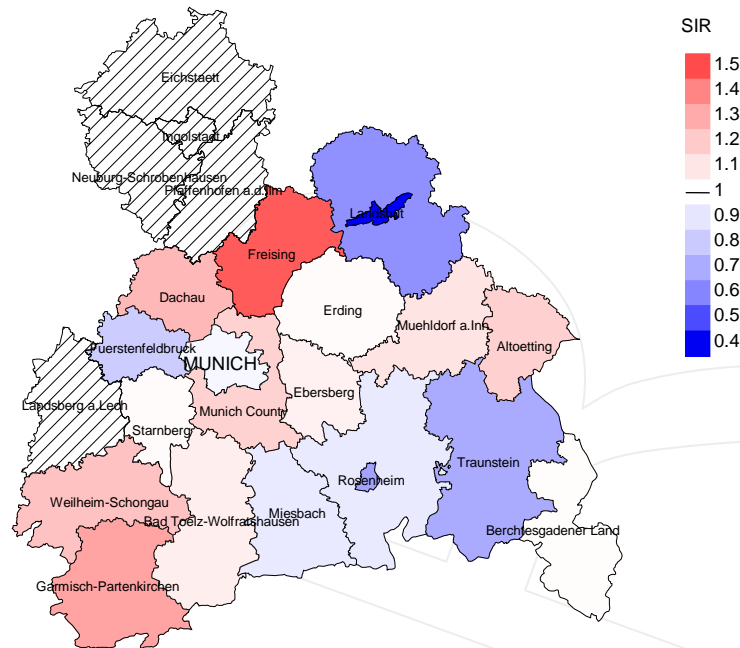 SIR
1.5
1.4
1.3
1.2
1.1
1
0.9
0.8
0.7
0.6
0.5
0.4
Eichstaett
Ingolstadt
Neuburg-Schrobenhausen
Pfaffenhofen a.d.Ilm
Landshut
Freising
Dachau
Erding
Muehldorf a.Inn
Altoetting
Fuerstenfeldbruck
MUNICH
Ebersberg
Landsberg a.Lech
Munich County
Starnberg
Traunstein
Rosenheim
Weilheim-Schongau
Miesbach
Bad Toelz-Wolfratshausen
Berchtesgadener Land
Garmisch-Partenkirchen